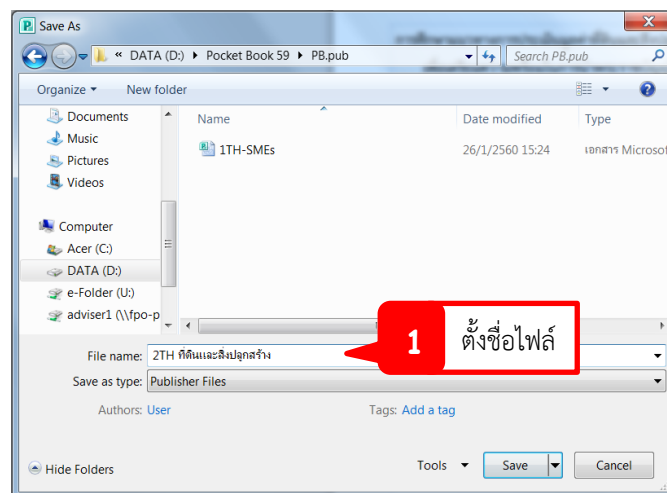 Save As
« DATA (D:) Pocket Book 59 PB.pub
Search PB.pub
Organize New folder
Documents
Music
Pictures
Videos
Computer
Acer (C:)
DATA (D:)
e-Folder (U:)
adviser1 (\\fpo-p
Name Date modified Type
1TH-SMEs 26/1/2560 15:24 เอกสาร Microsof
1 ตั้งชื่อไฟล์
File name: 2TH ที่ดินและสิ่งปลูกสร้าง
Save as type: Publisher Files
Authors: User Tags: Add a tag
Hide Folders Tools Save Cancel